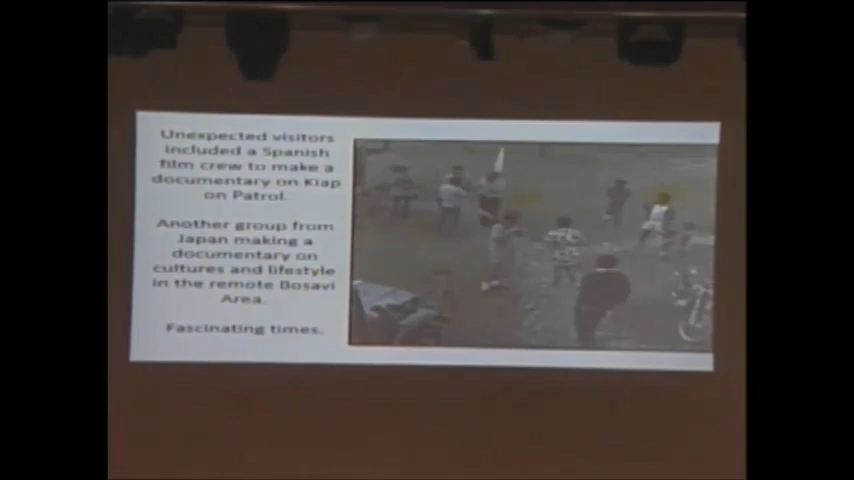 Unexpected visitors
included a Spanish
film crew to make a
documentary on Kiap
on Patrol.
Another group from
Japan making a
documentary on
cultures and lifestyle
in the remote Bosavi
Area.
Fascinating times.